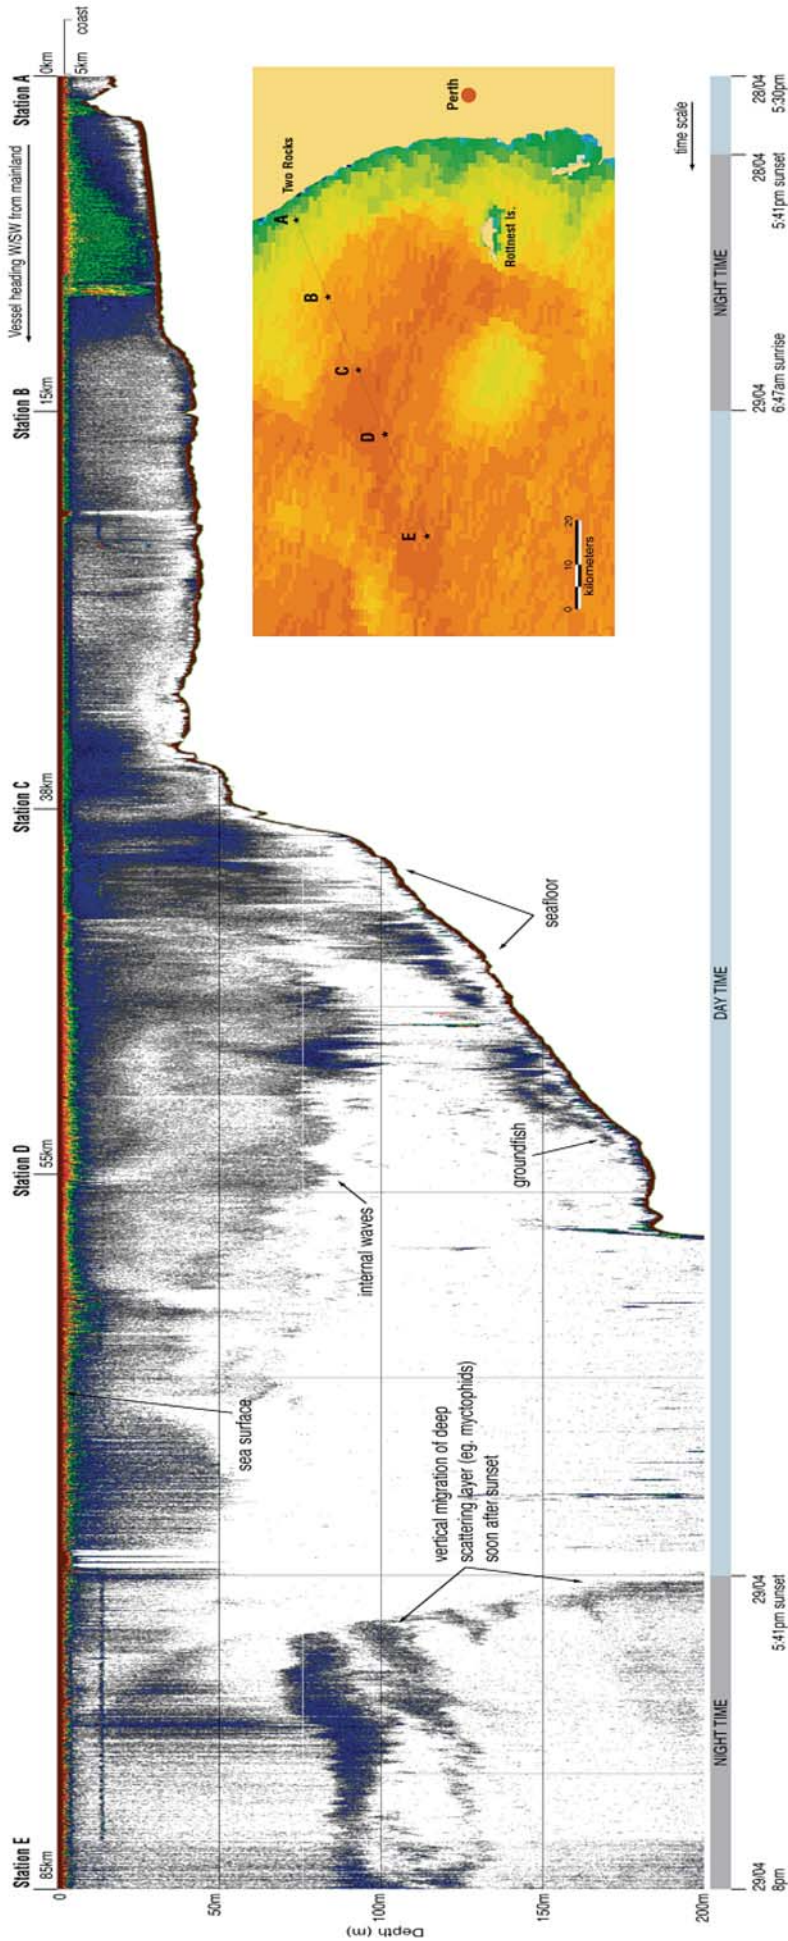 Station E
Station D
Station C
Station B
Station A
Vessel heading W/SW from mainland
85km
55km
38km
15km
0km
5km
coast
0
50m
100m
150m
200m
Depth (m)
sea surface
internal waves
vertical migration of deep
scattering layer (eg. myctophids)
soon after sunset
groundfish
seafloor
A
Two Rocks
B
C
D
E
Perth
Rottnest Is.
0 10 20
kilometers
time scale
NIGHT TIME
DAY TIME
NIGHT TIME
29/04
8pm
29/04
5:41pm sunset
29/04
6:47am sunrise
28/04
5:41pm sunset
28/04
5:30pm